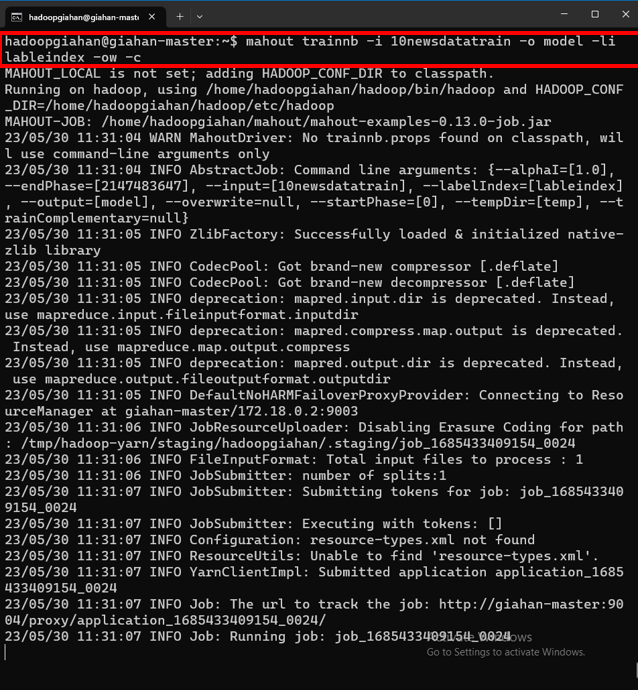 hadoopgiahan@giahan-mast
hadoopgiahan@giahan-master:~$ mahout trainnb -i 10newsdatatrain -o model -li
lableindex -ow -c
MAHOUT_LOCAL is not set; adding HADOOP_CONF_DIR to classpath.
Running on hadoop, using /home/hadoopgiahan/hadoop/bin/hadoop and HADOOP_CONF
_DIR=/home/hadoopgiahan/hadoop/etc/hadoop
MAHOUT-JOB: /home/hadoopgiahan/mahout/mahout-examples-0.13.0-job.jar
23/05/30 11:31:04 WARN MahoutDriver: No trainnb.props found on classpath, wil
l use command-line arguments only
23/05/30 11:31:04 INFO AbstractJob: Command line arguments: {--alphaI=[1.0],
--endPhase=[2147483647], --input=[10newsdatatrain], --labelIndex=[lableindex]
, --output=[model], --overwrite=null, --startPhase=[0], --tempDir=[temp], --t
rainComplementary=null}
23/05/30 11:31:05 INFO ZlibFactory: Successfully loaded & initialized native-
zlib library
23/05/30 11:31:05 INFO CodecPool: Got brand-new compressor [.deflate]
23/05/30 11:31:05 INFO CodecPool: Got brand-new decompressor [.deflate]
23/05/30 11:31:05 INFO deprecation: mapred.input.dir is deprecated. Instead,
use mapreduce.input.fileinputformat.inputdir
23/05/30 11:31:05 INFO deprecation: mapred.compress.map.output is deprecated.
 Instead, use mapreduce.map.output.compress
23/05/30 11:31:05 INFO deprecation: mapred.output.dir is deprecated. Instead,
 use mapreduce.output.fileoutputformat.outputdir
23/05/30 11:31:05 INFO DefaultNoHARMFailoverProxyProvider: Connecting to Reso
urceManager at giahan-master/172.18.0.2:9003
23/05/30 11:31:06 INFO JobResourceUploader: Disabling Erasure Coding for path
: /tmp/hadoop-yarn/staging/hadoopgiahan/.staging/job_1685433409154_0024
23/05/30 11:31:06 INFO FileInputFormat: Total input files to process : 1
23/05/30 11:31:06 INFO JobSubmitter: number of splits:1
23/05/30 11:31:07 INFO JobSubmitter: Submitting tokens for job: job_168543340
9154_0024
23/05/30 11:31:07 INFO JobSubmitter: Executing with tokens: []
23/05/30 11:31:07 INFO Configuration: resource-types.xml not found
23/05/30 11:31:07 INFO ResourceUtils: Unable to find 'resource-types.xml'.
23/05/30 11:31:07 INFO YarnClientImpl: Submitted application application_1685
433409154_0024
23/05/30 11:31:07 INFO Job: The url to track the job: http://giahan-master:90
04/proxy/application_1685433409154_0024/
23/05/30 11:31:07 INFO Job: Running job: job_1685433409154_0024
Activate Windows
Go to Settings to activate Windows.